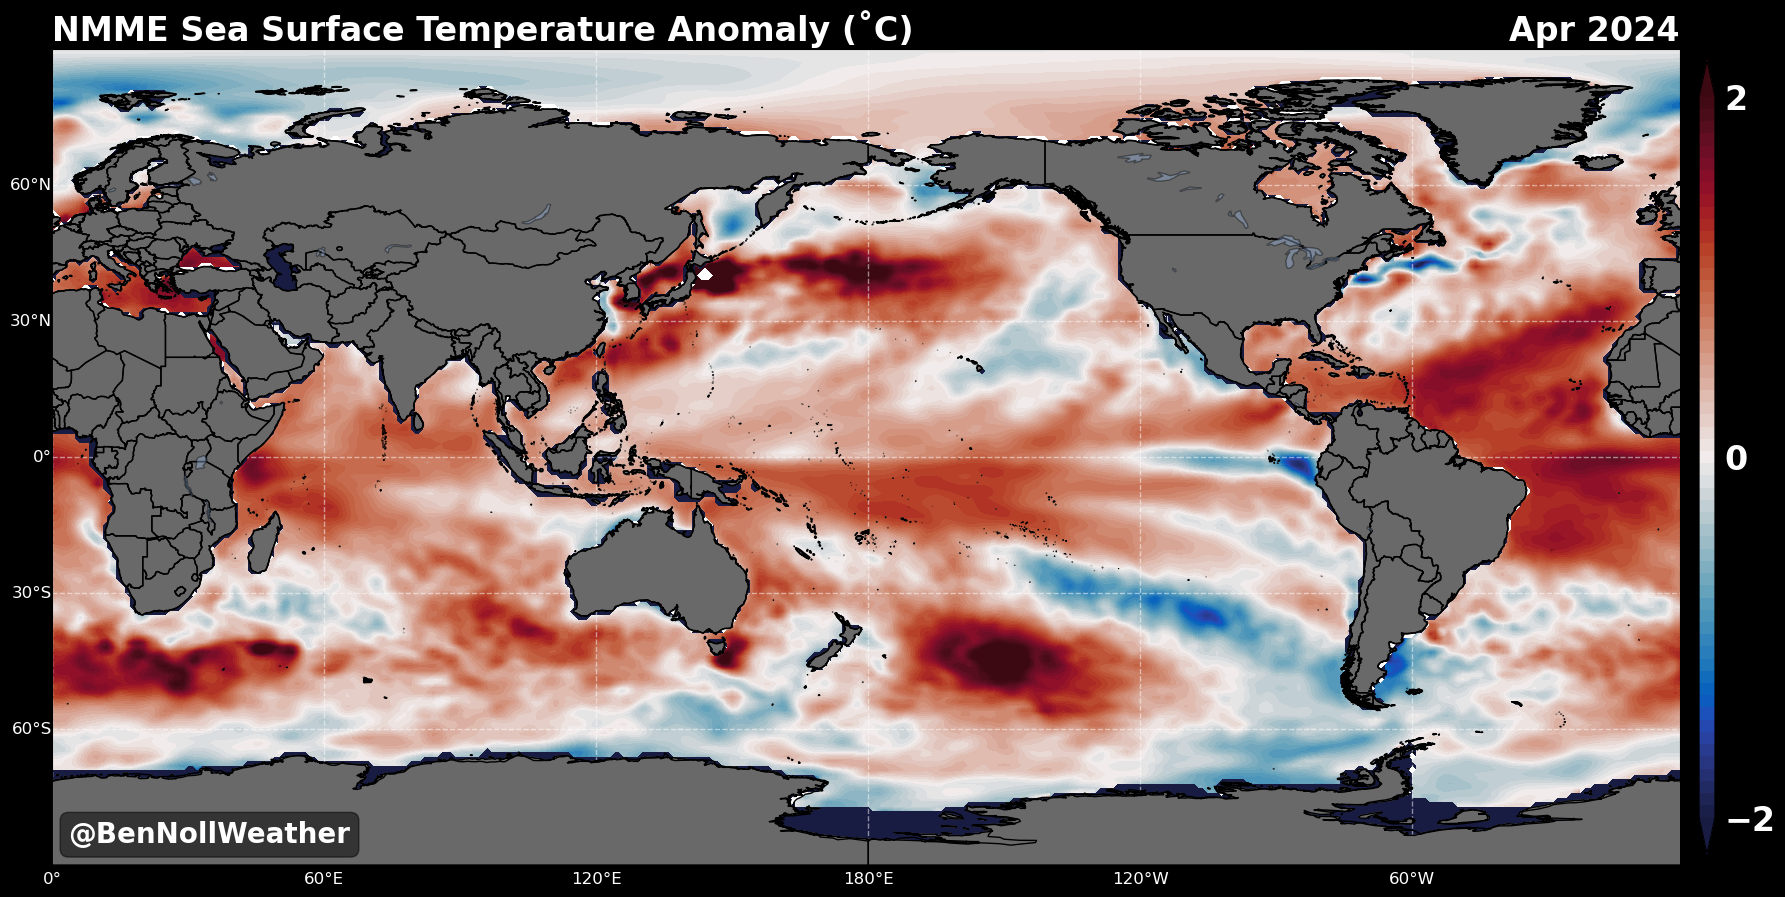 NMME Sea Surface Temperature Anomaly (˚C)
Apr 2024
2
0
−2
60°N
30°N
0°
30°S
60°S
@BenNollWeather
0°
60°E
120°E
180°E
120°W
60°W